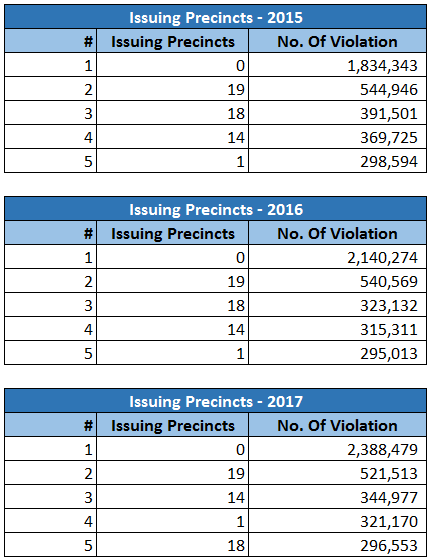 Issuing Precincts - 2015
# Issuing Precincts No. Of Violation
1 0 1,834,343
2 19 544,946
3 18 391,501
4 14 369,725
5 1 298,594
Issuing Precincts - 2016
# Issuing Precincts No. Of Violation
1 0 2,140,274
2 19 540,569
3 18 323,132
4 14 315,311
5 1 295,013
Issuing Precincts - 2017
# Issuing Precincts No. Of Violation
1 0 2,388,479
2 19 521,513
3 14 344,977
4 1 321,170
5 18 296,553